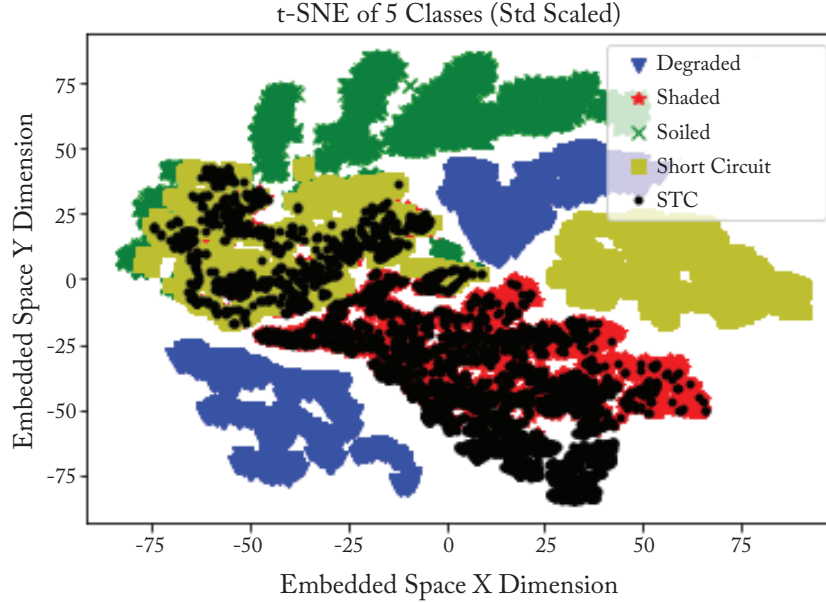 t-SNE of 5 Classes (Std Scaled)
Embedded Space Y Dimension
75
50
25
0
-25
-50
-75
Degraded
Shaded
Soiled
Short Circuit
STC
-75 -50 -25 0 25 50 75
Embedded Space X Dimension